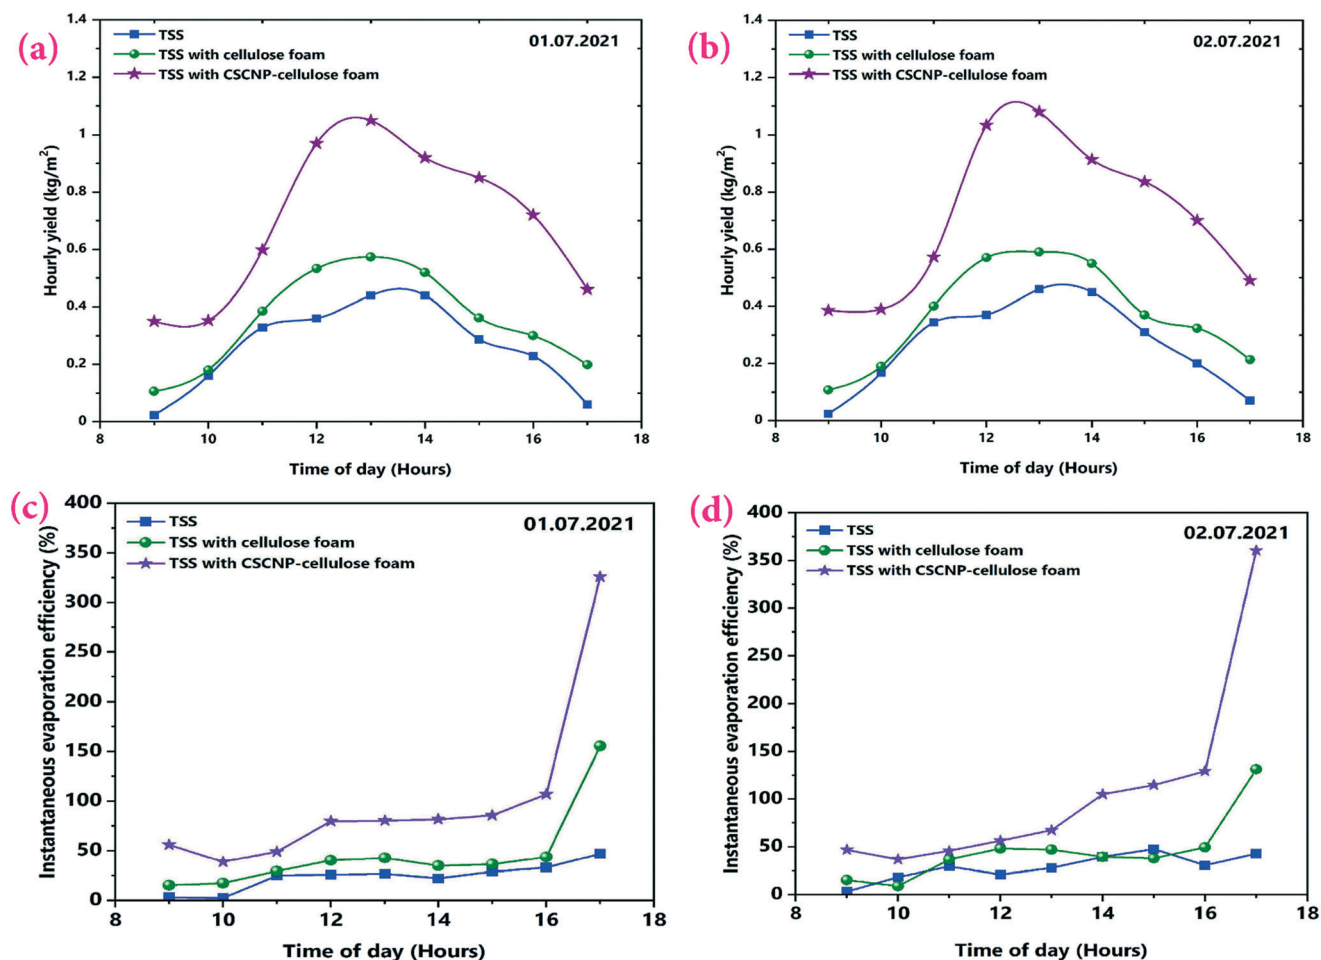 (a)
TSS
TSS with cellulose foam
TSS with CSCNP-cellulose foam
01.07.2021
Hourly yield (kg/m²)
1.4
1.2
1
0.8
0.6
0.4
0.2
0
8
10
12
14
16
18
Time of day (Hours)
(b)
TSS
TSS with cellulose foam
TSS with CSCNP-cellulose foam
02.07.2021
Hourly yield (kg/m²)
1.4
1.2
1
0.8
0.6
0.4
0.2
0
8
10
12
14
16
18
Time of day (Hours)
(c)
TSS
TSS with cellulose foam
TSS with CSCNP-cellulose foam
01.07.2021
Instantaneous evaporation efficiency (%)
400
350
300
250
200
150
100
50
0
8
10
12
14
16
18
Time of day (Hours)
(d)
TSS
TSS with cellulose foam
TSS with CSCNP-cellulose foam
02.07.2021
Instantaneous evaporation efficiency (%)
400
350
300
250
200
150
100
50
0
8
10
12
14
16
18
Time of day (Hours)